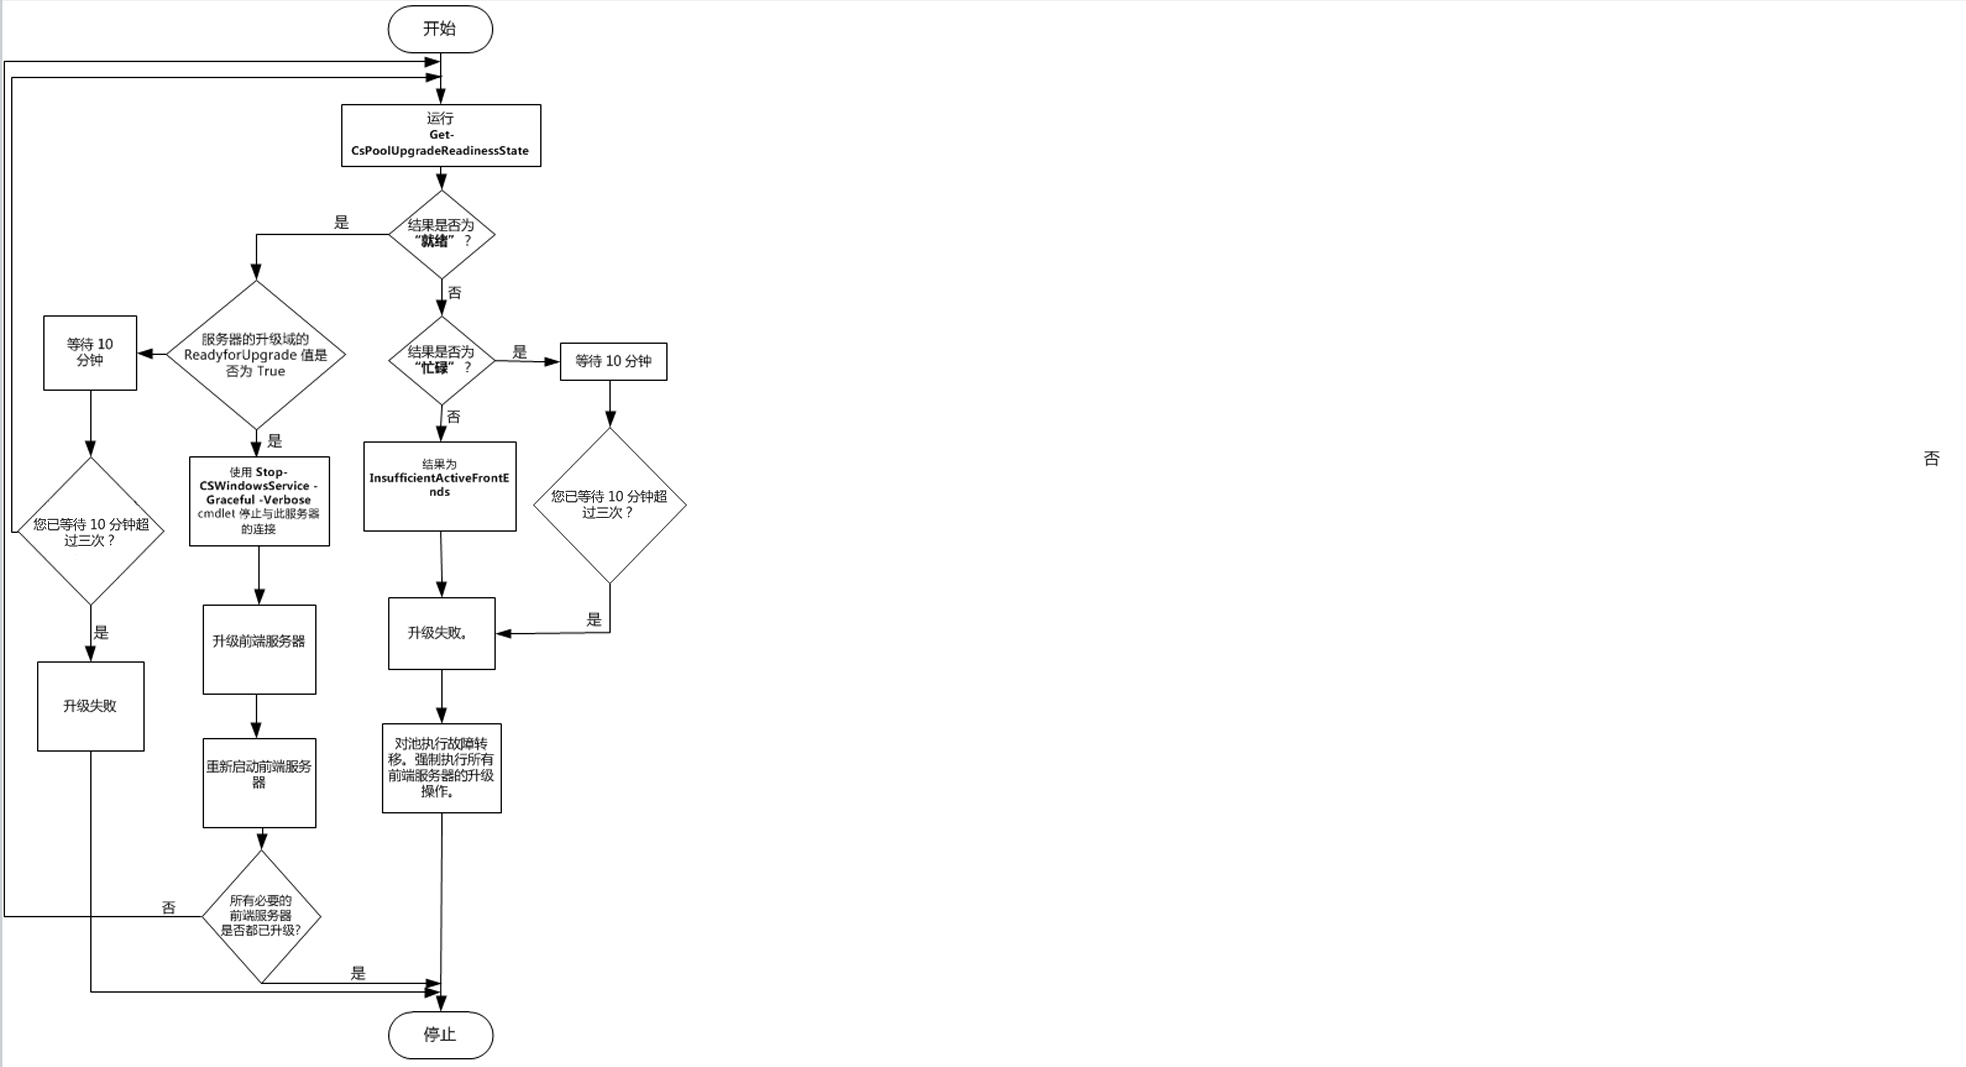 开始
运行
Get-
CsPoolUpgradeReadinessState
是
结果是否为
“就绪” ？
否
等待 10
分钟
服务器的升级域的
ReadyforUpgrade 值是
否为 True
结果是否为
“忙碌” ？
是
等待 10 分钟
否
是
使用 Stop-
CSWindowsService -
Graceful -Verbose
cmdlet 停止与此服务器
的连接
结果为
InsufficientActiveFrontE
nds
您已等待 10 分钟超
过三次？
否
您已等待 10 分钟超
过三次？
是
升级前端服务器
升级失败。
是
升级失败
重新启动前端服务
器
对池执行故障转
移。强制执行所有
前端服务器的升级
操作。
否
所有必要的
前端服务器
是否都已升级?
是
停止